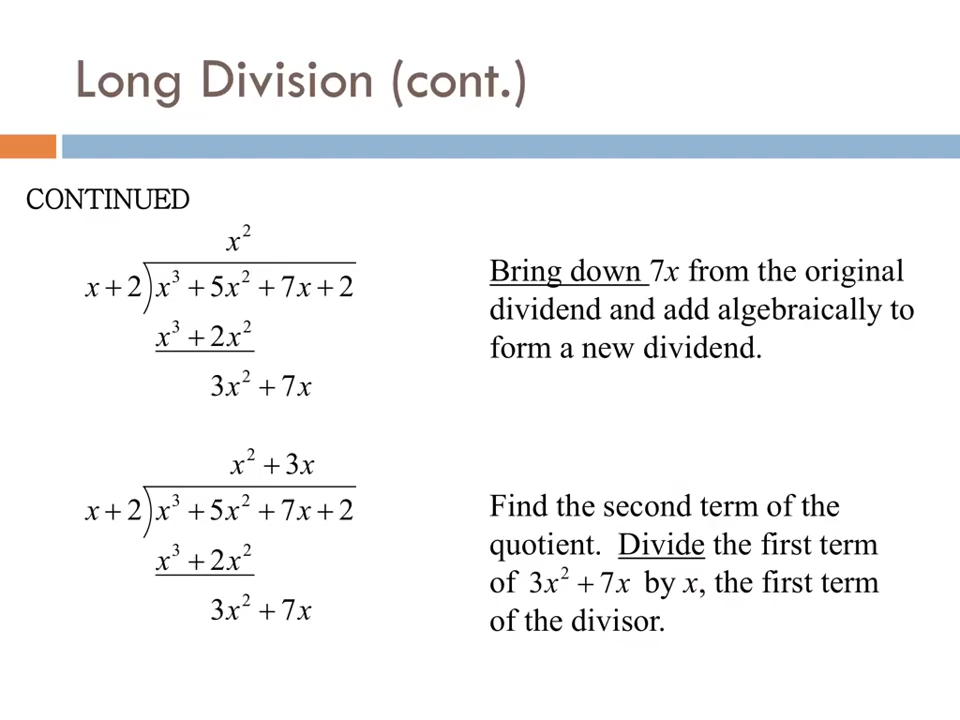 Long Division (cont.)
CONTINUED
x²
x + 2)x³ + 5x² + 7x + 2
x³ + 2x²
3x² + 7x
Bring down 7x from the original
dividend and add algebraically to
form a new dividend.
x² + 3x
x + 2)x³ + 5x² + 7x + 2
x³ + 2x²
3x² + 7x
Find the second term of the
quotient. Divide the first term
of 3x² + 7x by x, the first term
of the divisor.